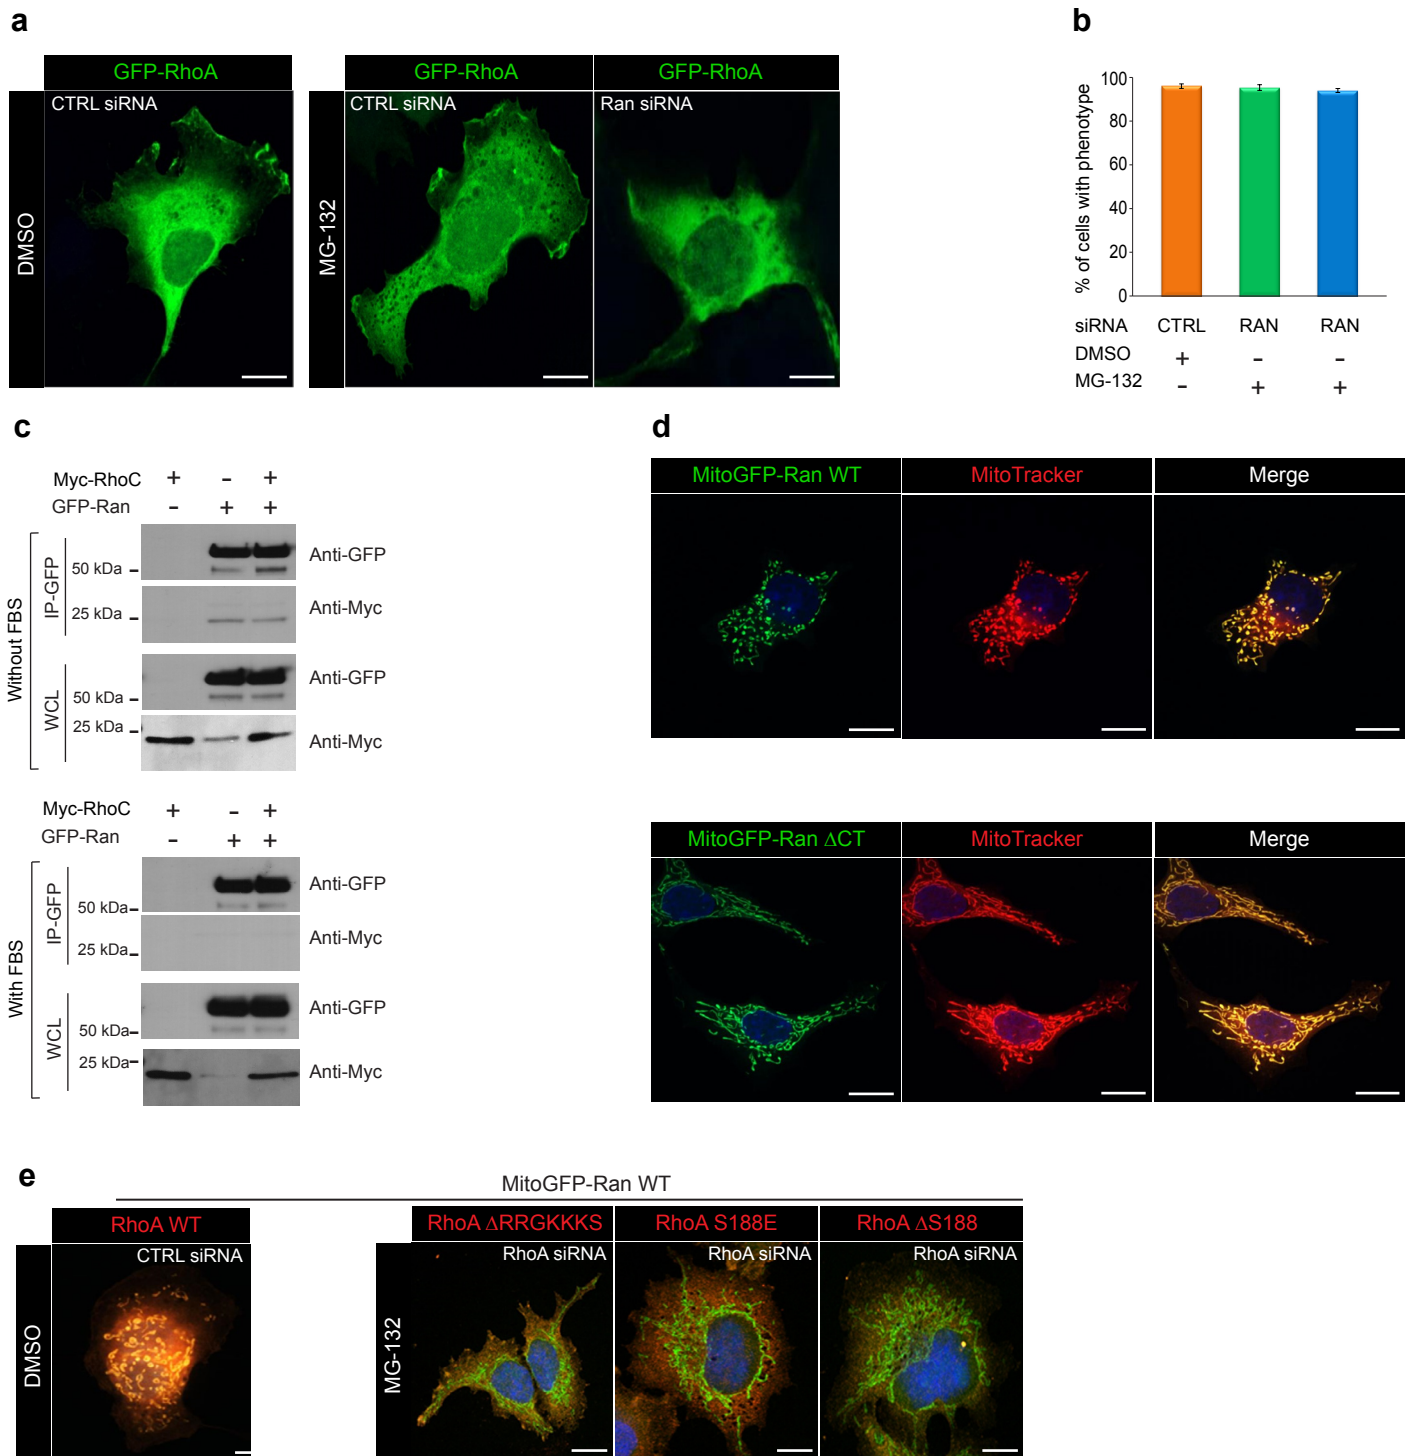 a
GFP-RhoA
GFP-RhoA
GFP-RhoA
DMSO
CTRL siRNA
MG-132
CTRL siRNA
Ran siRNA
b
% of cells with phenotype
100
80
60
40
20
0
siRNA CTRL RAN RAN
DMSO + - -
MG-132 - + +
c
Myc-RhoC + - +
GFP-Ran - + +
Without FBS
IP-GFP
50 kDa
Anti-GFP
25 kDa
Anti-Myc
WCL
50 kDa
Anti-GFP
25 kDa
Anti-Myc
Myc-RhoC + - +
GFP-Ran - + +
With FBS
IP-GFP
50 kDa
Anti-GFP
25 kDa
Anti-Myc
WCL
50 kDa
Anti-GFP
25 kDa
Anti-Myc
d
MitoGFP-Ran WT
MitoTracker
Merge
MitoGFP-Ran ΔCT
MitoTracker
Merge
e
MitoGFP-Ran WT
RhoA WT
RhoA ΔRRGKKKS
RhoA S188E
RhoA ΔS188
DMSO
CTRL siRNA
MG-132
RhoA siRNA
RhoA siRNA
RhoA siRNA